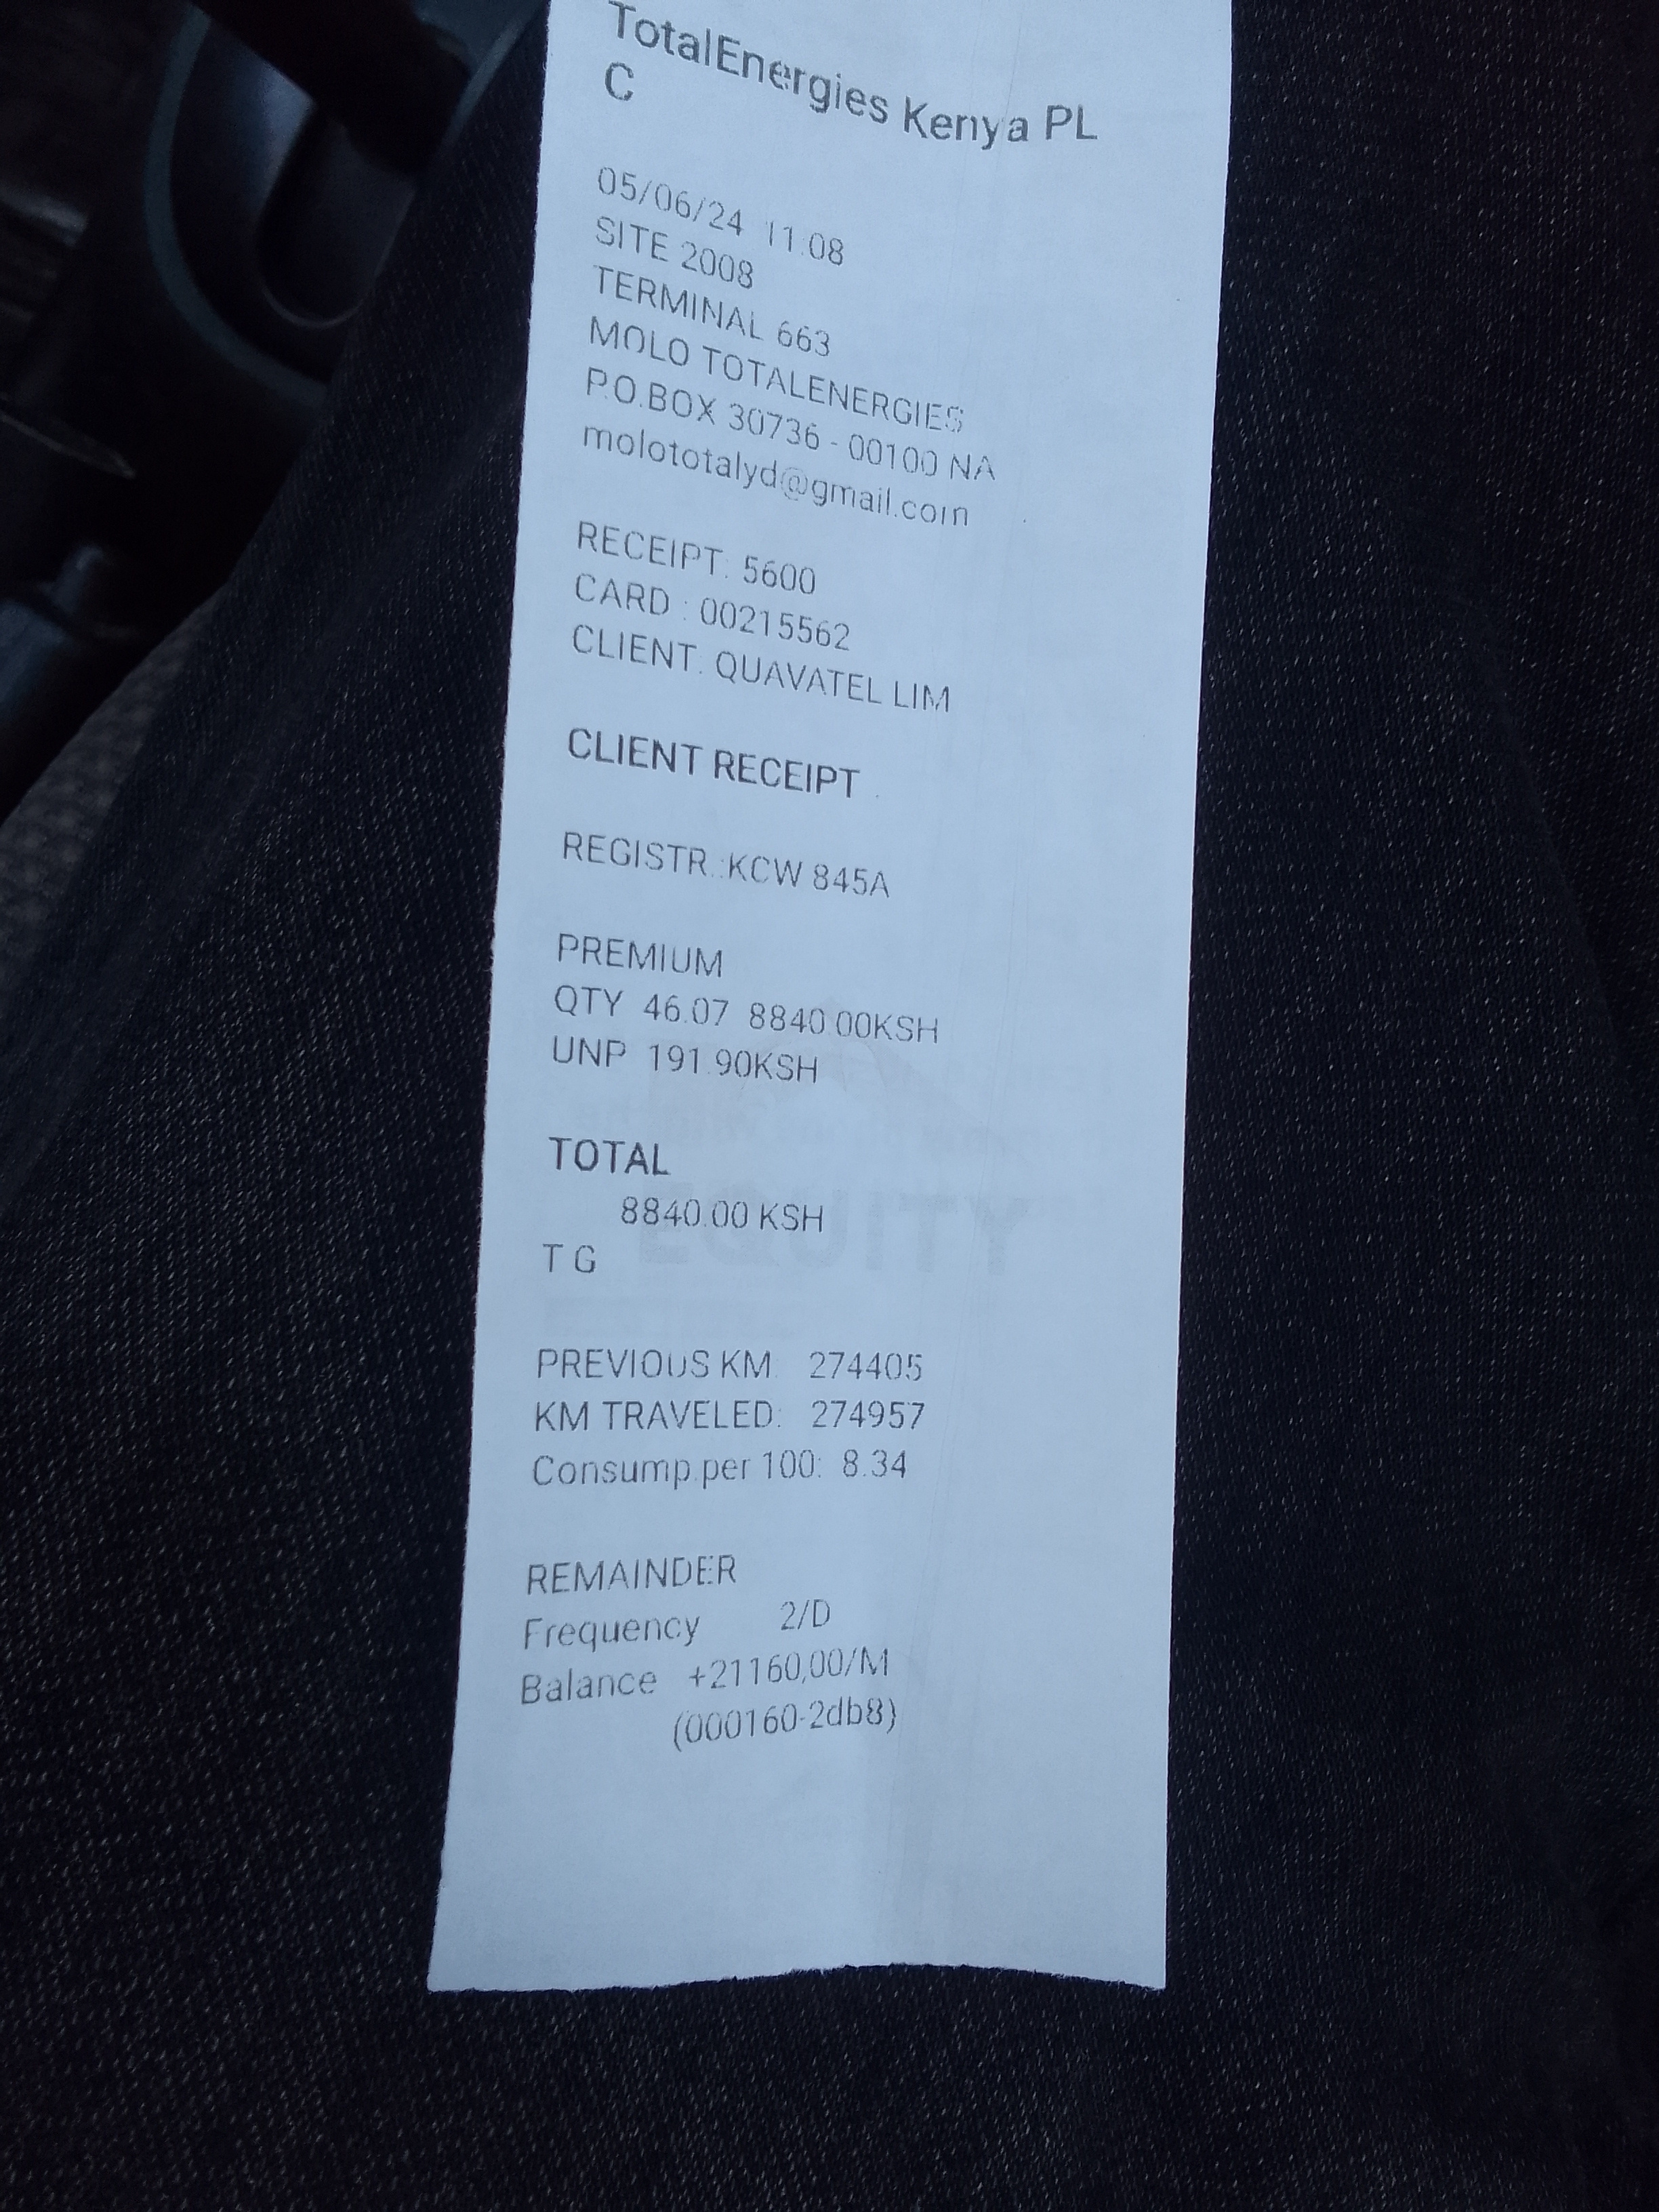 TotalEnergies Kenya PL
C
05/06/24 11:08
SITE 2008
TERMINAL 663
MOLO TOTALENERGIES
P.O.BOX 30736 - 00100 NA
molototalyd@gmail.com
RECEIPT: 5600
CARD : 00215562
CLIENT: QUAVATEL LIM
CLIENT RECEIPT
REGISTR.:KCW 845A
PREMIUM
QTY 46.07 8840.00KSH
UNP 191.90KSH
TOTAL
8840.00 KSH
T G
EQUITY
PREVIOUS KM: 274405
KM TRAVELED: 274957
Consump.per 100: 8.34
REMAINDER
Frequency 2/D
Balance +21160,00/M
(000160-2db8)